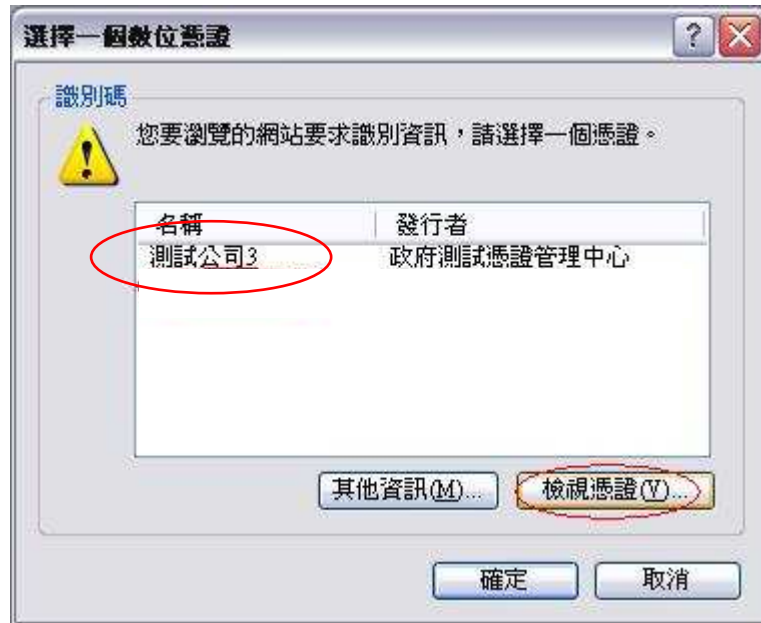 選擇一個數位憑證
識別碼
您要瀏覽的網站要求識別資訊，請選擇一個憑證。
名稱 發行者
測試公司3 政府測試憑證管理中心
其他資訊(M)... 檢視憑證(V)...
確定 取消